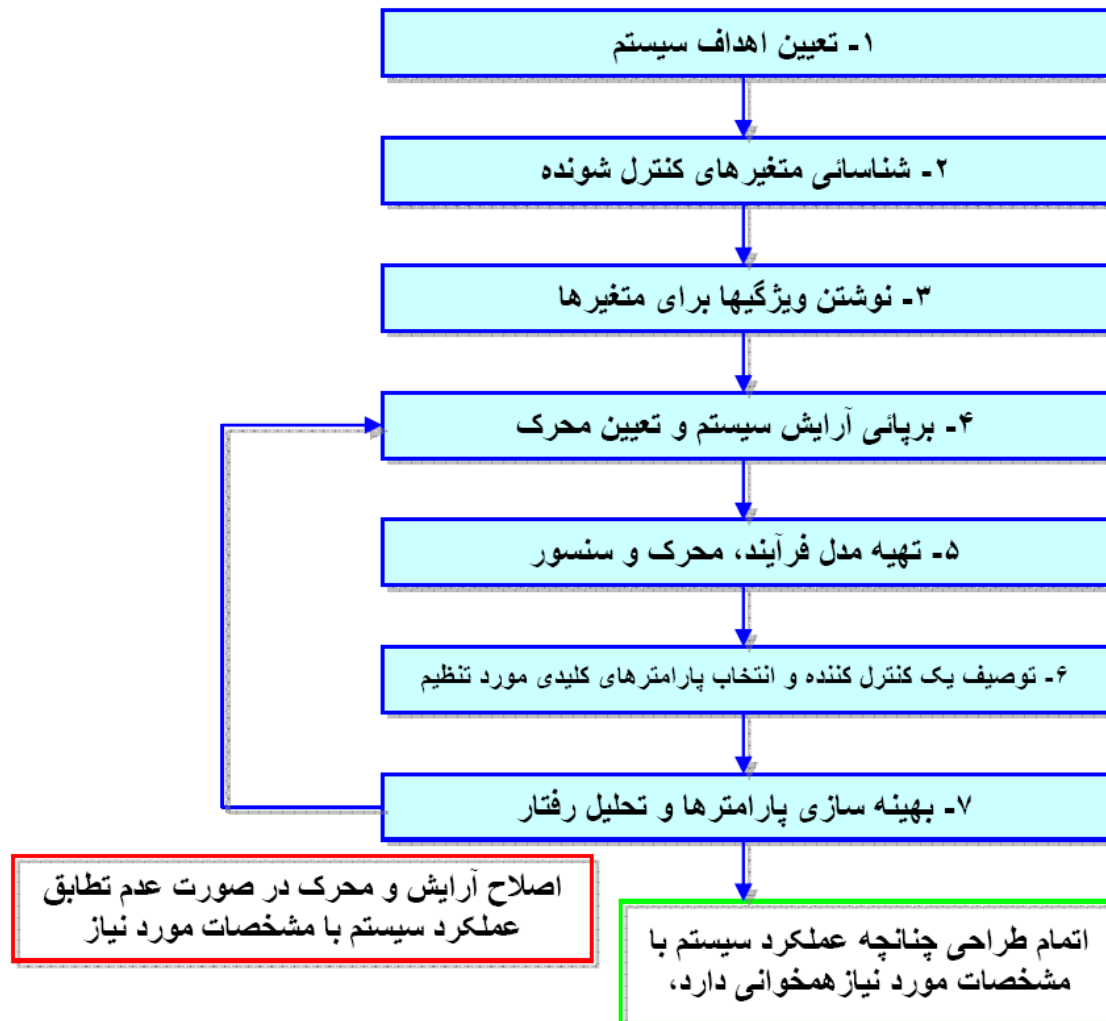 ۱- تعیین اهداف سیستم
۲- شناسائی متغیرهای کنترل شونده
۳- نوشتن ویژگیها برای متغیرها
۴- برپائی آرایش سیستم و تعیین محرک
۵- تهیه مدل فرآیند، محرک و سنسور
۶- توصیف یک کنترل کننده و انتخاب پارامترهای کلیدی مورد تنظیم
۷- بهینه سازی پارامترها و تحلیل رفتار
اصلاح آرایش و محرک در صورت عدم تطابق
عملکرد سیستم با مشخصات مورد نیاز
اتمام طراحی چنانچه عملکرد سیستم با
مشخصات مورد نیازهمخوانی دارد،